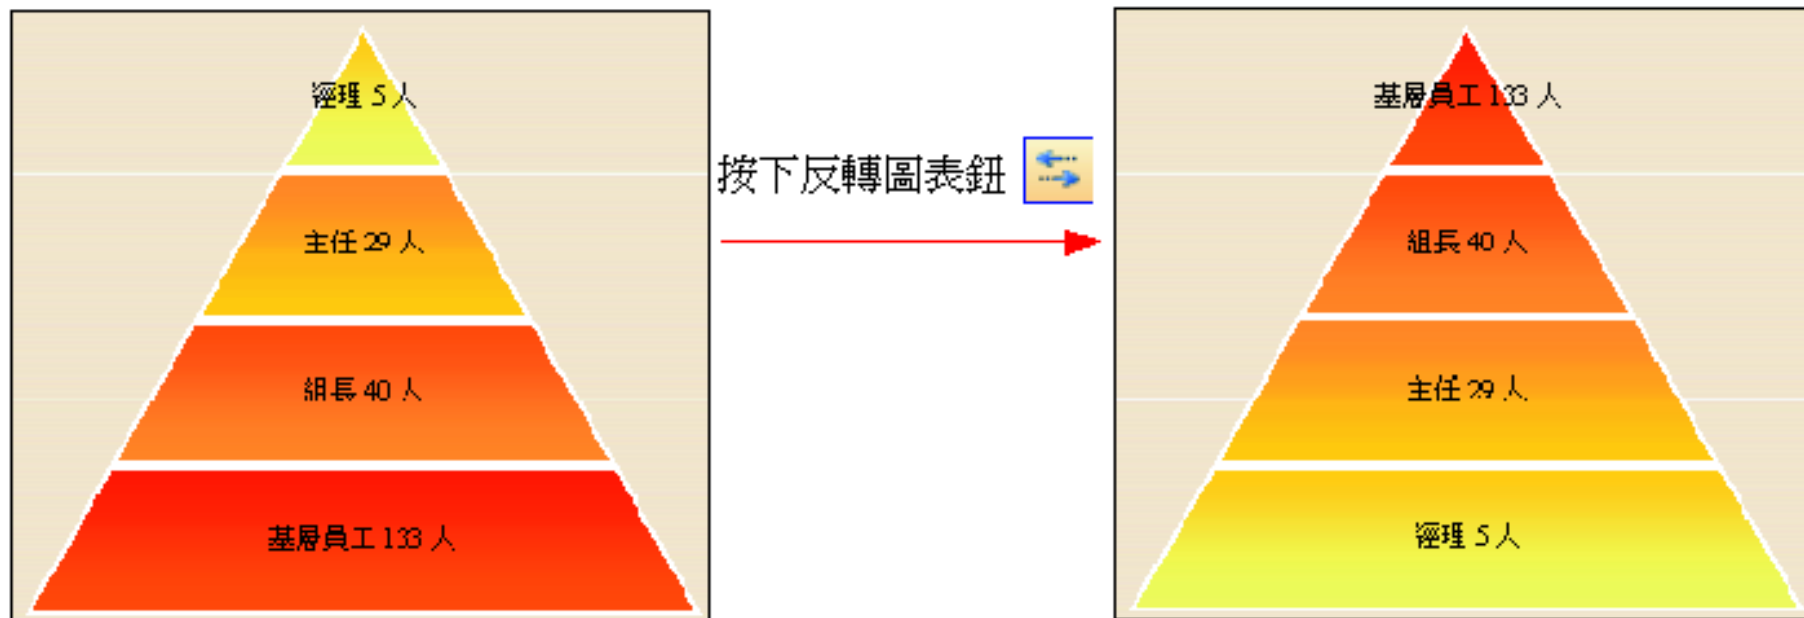 經理 5 人
主任 29 人
組長 40 人
基層員工 133 人
按下反轉圖表鈕
基層員工 133 人
組長 40 人
主任 29 人
經理 5 人